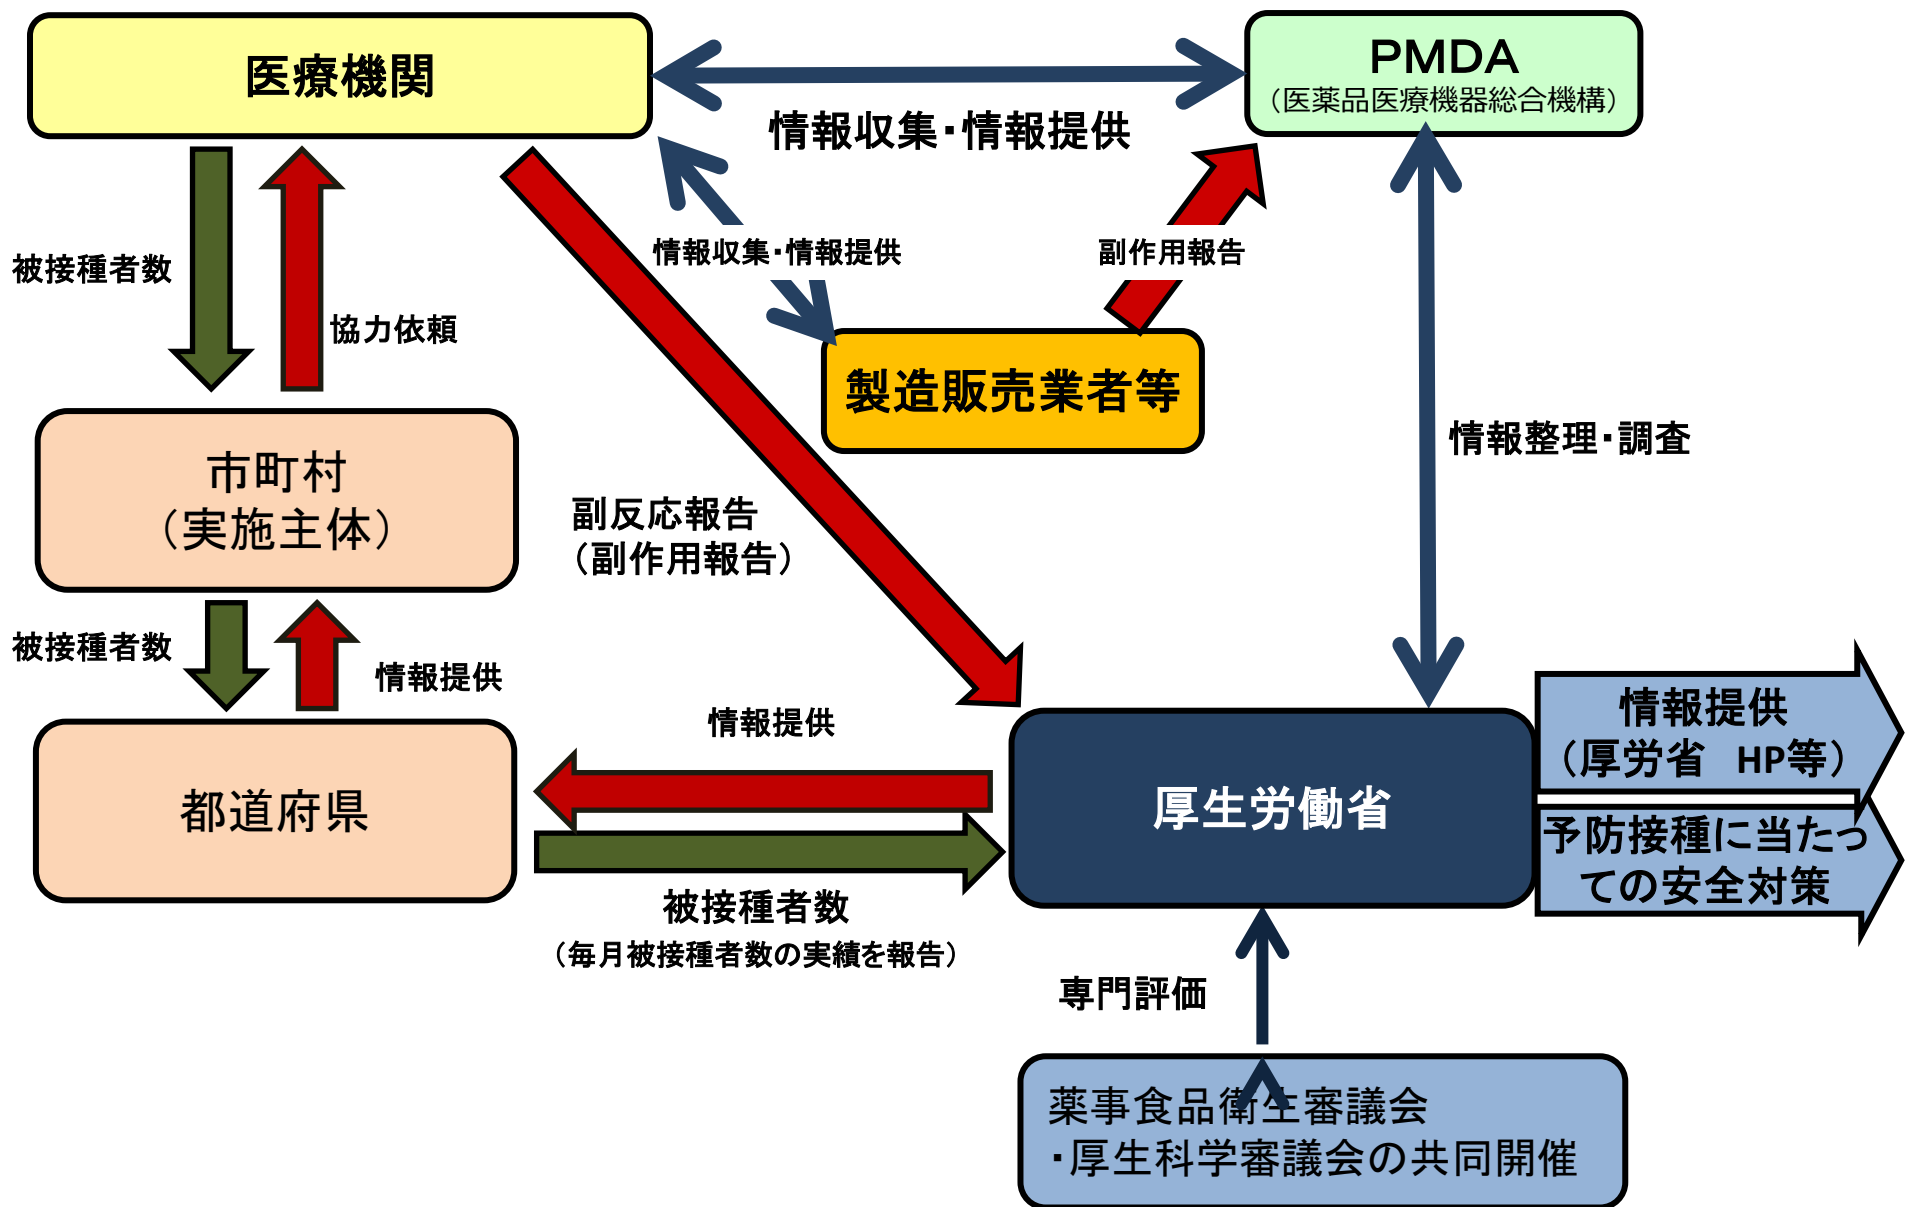 医療機関
PMDA
（医薬品医療機器総合機構）
情報収集・情報提供
被接種者数
協力依頼
情報収集・情報提供
副作用報告
製造販売業者等
情報整理・調査
市町村
（実施主体）
副反応報告
（副作用報告）
被接種者数
情報提供
情報提供
都道府県
厚生労働省
情報提供
（厚労省　HP等）
予防接種に当たっ
ての安全対策
被接種者数
（毎月被接種者数の実績を報告）
専門評価
薬事食品衛生審議会
・厚生科学審議会の共同開催